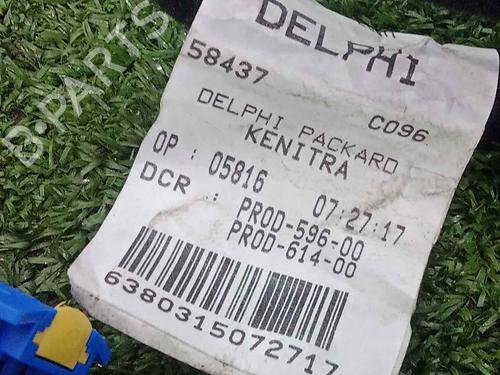 DELPHI
58437
C096
DELPHI PACKARD
KENITRA
OP : 05816 07:27:17
DCR : PROD-596-00
PROD-614-00
6380315072717
B-PARTS